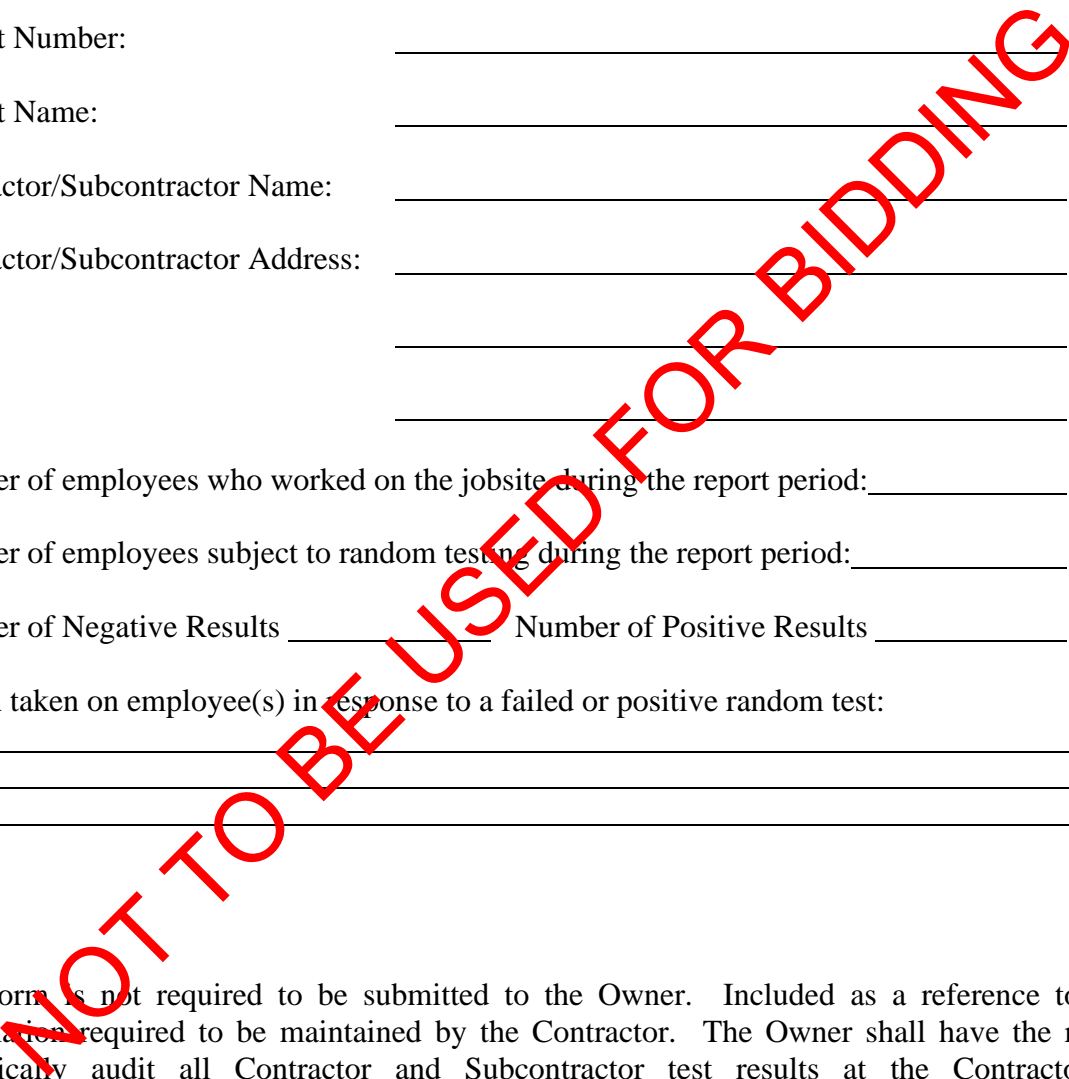 t Number:
t Name:
actor/Subcontractor Name:
actor/Subcontractor Address:
er of employees who worked on the jobsite during the report period:
er of employees subject to random testing during the report period:
er of Negative Results Number of Positive Results
taken on employee(s) in response to a failed or positive random test:
orm is not required to be submitted to the Owner. Included as a reference to
ation required to be maintained by the Contractor. The Owner shall have the
ically audit all Contractor and Subcontractor test results at the Contracto
NOT TO BE USED FOR BIDDING